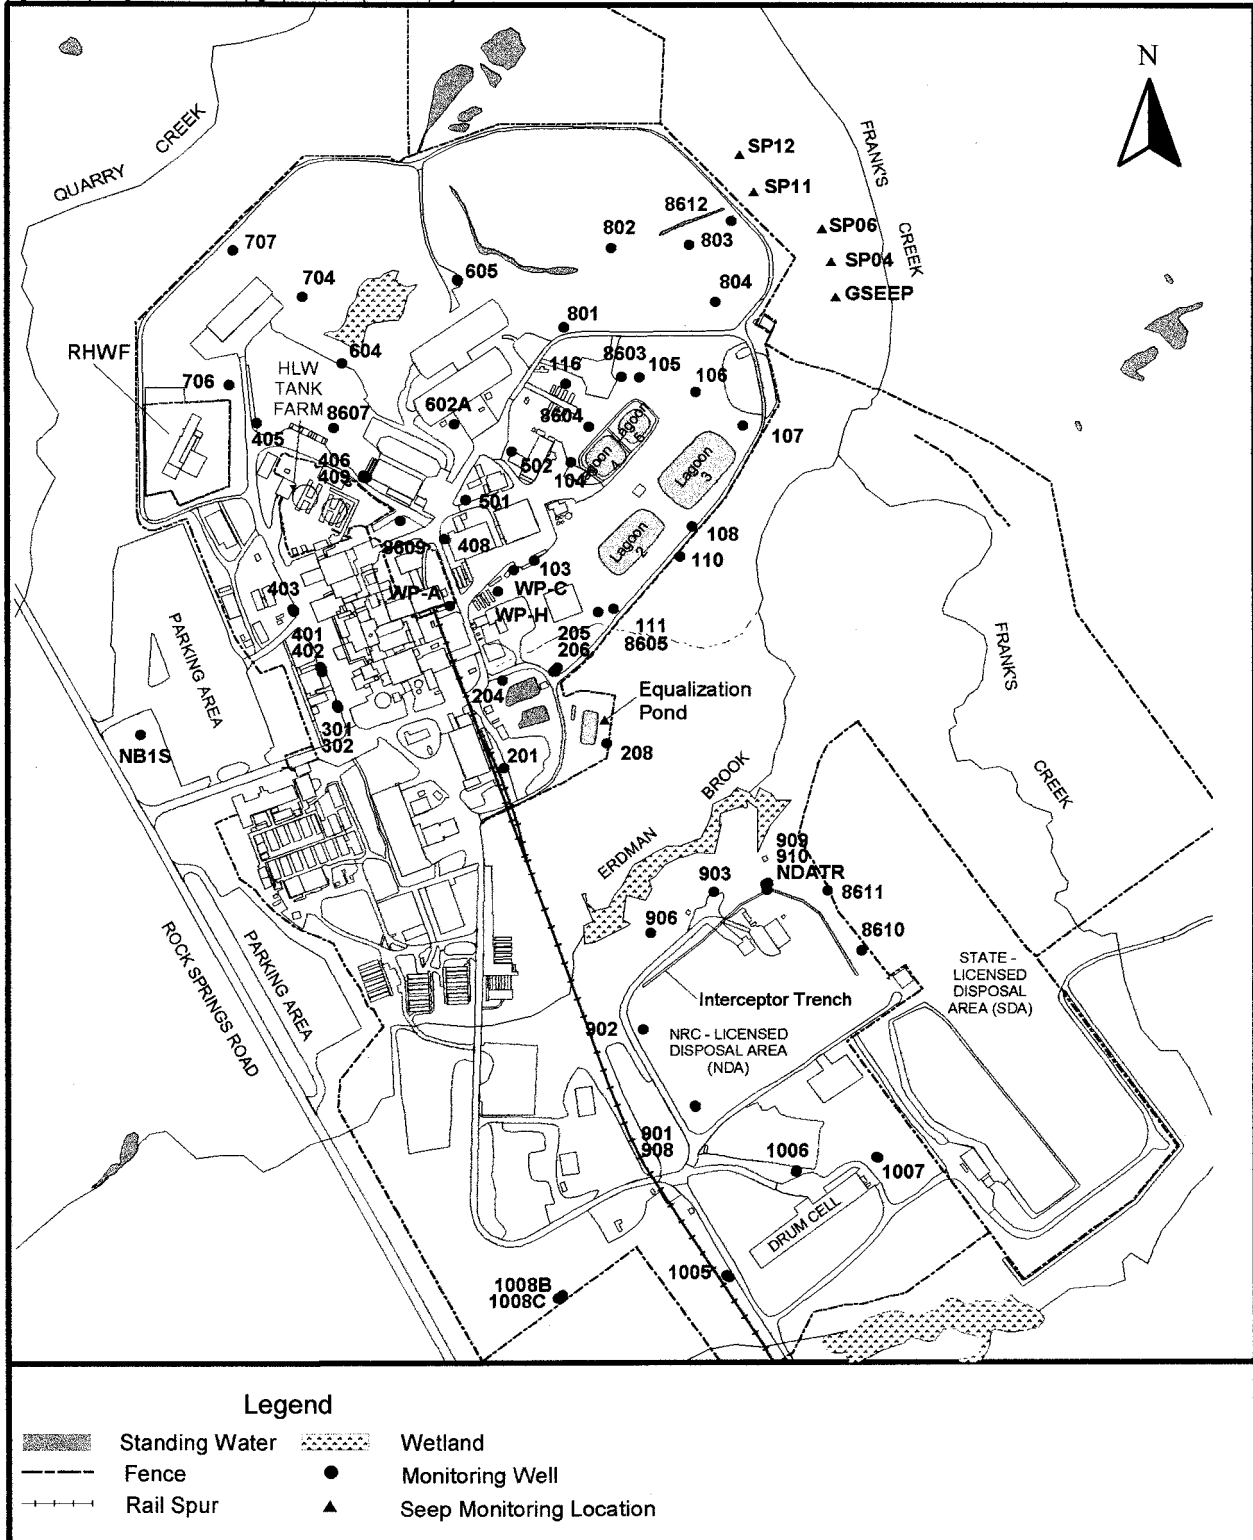 N
QUARRY CREEK
FRANK'S CREEK
SP12
SP11
8612
802
803
SP06
SP04
GSEEP
707
704
605
804
801
RHWF
604
HLW
TANK
FARM
706
8603
105
116
106
602A
8604
Lagoon 5
Lagoon 4
107
405
8607
406
409
502
104
Lagoon 3
501
8609
408
Lagoon 2
108
110
103
WP-C
WP-A
WP-H
403
401
402
205
206
111
8605
FRANK'S CREEK
PARKING AREA
204
Equalization
Pond
301
302
NB1S
201
208
ERDMAN BROOK
909
910
NDATR
903
8611
906
8610
ROCK SPRINGS ROAD
PARKING AREA
STATE -
LICENSED
DISPOSAL
AREA (SDA)
Interceptor Trench
902
NRC - LICENSED
DISPOSAL AREA
(NDA)
901
908
1006
1007
DRUM CELL
1005
1008B
1008C
Legend
Standing Water
Wetland
Fence
Monitoring Well
Rail Spur
Seep Monitoring Location